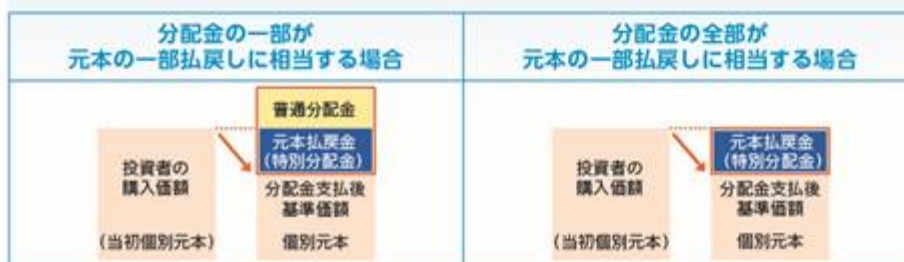 分配金の一部が
元本の一部払戻しに相当する場合
普通分配金
元本払戻金
(特別分配金)
投資者の
購入価額
(当初個別元本)
分配金支払後
基準価額
個別元本
分配金の全部が
元本の一部払戻しに相当する場合
元本払戻金
(特別分配金)
投資者の
購入価額
(当初個別元本)
分配金支払後
基準価額
個別元本